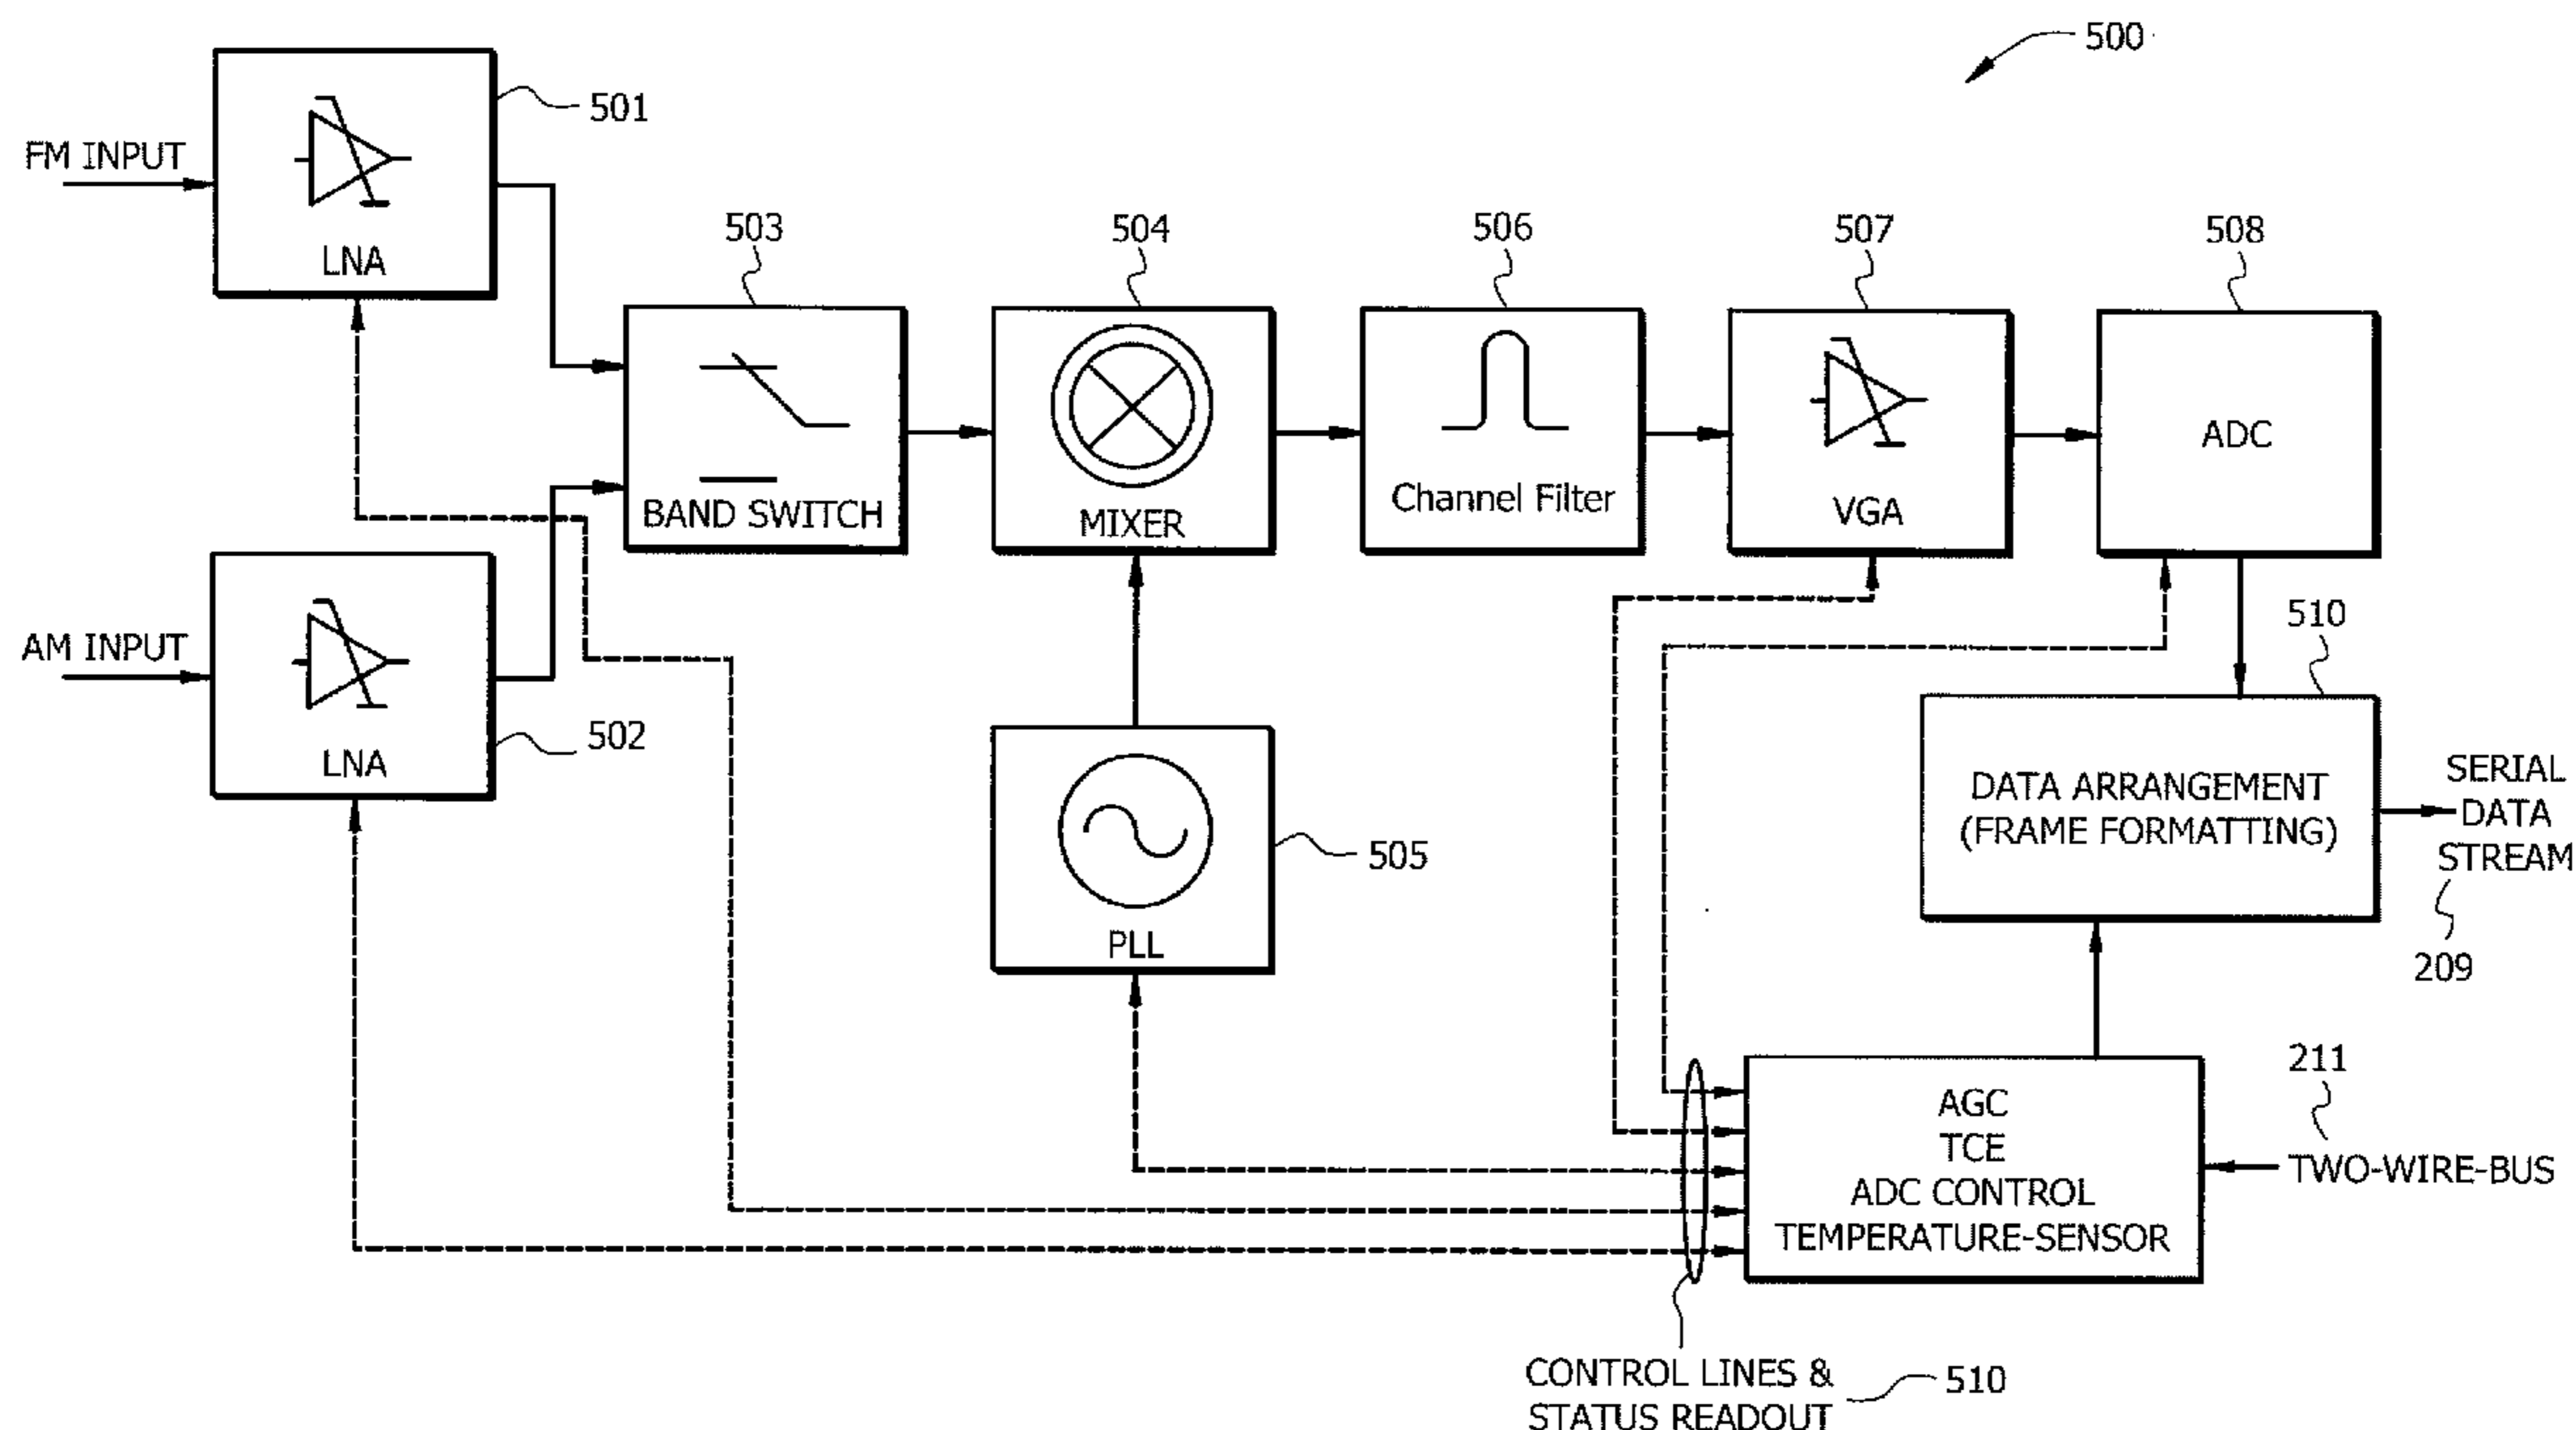 500
501
FM INPUT
LNA
503
504
506
507
508
BAND SWITCH
MIXER
Channel Filter
VGA
ADC
AM INPUT
LNA
502
510
PLL
505
DATA ARRANGEMENT
(FRAME FORMATTING)
SERIAL
DATA
STREAM
209
211
AGC
TCE
ADC CONTROL
TEMPERATURE-SENSOR
TWO-WIRE-BUS
CONTROL LINES &
STATUS READOUT
510